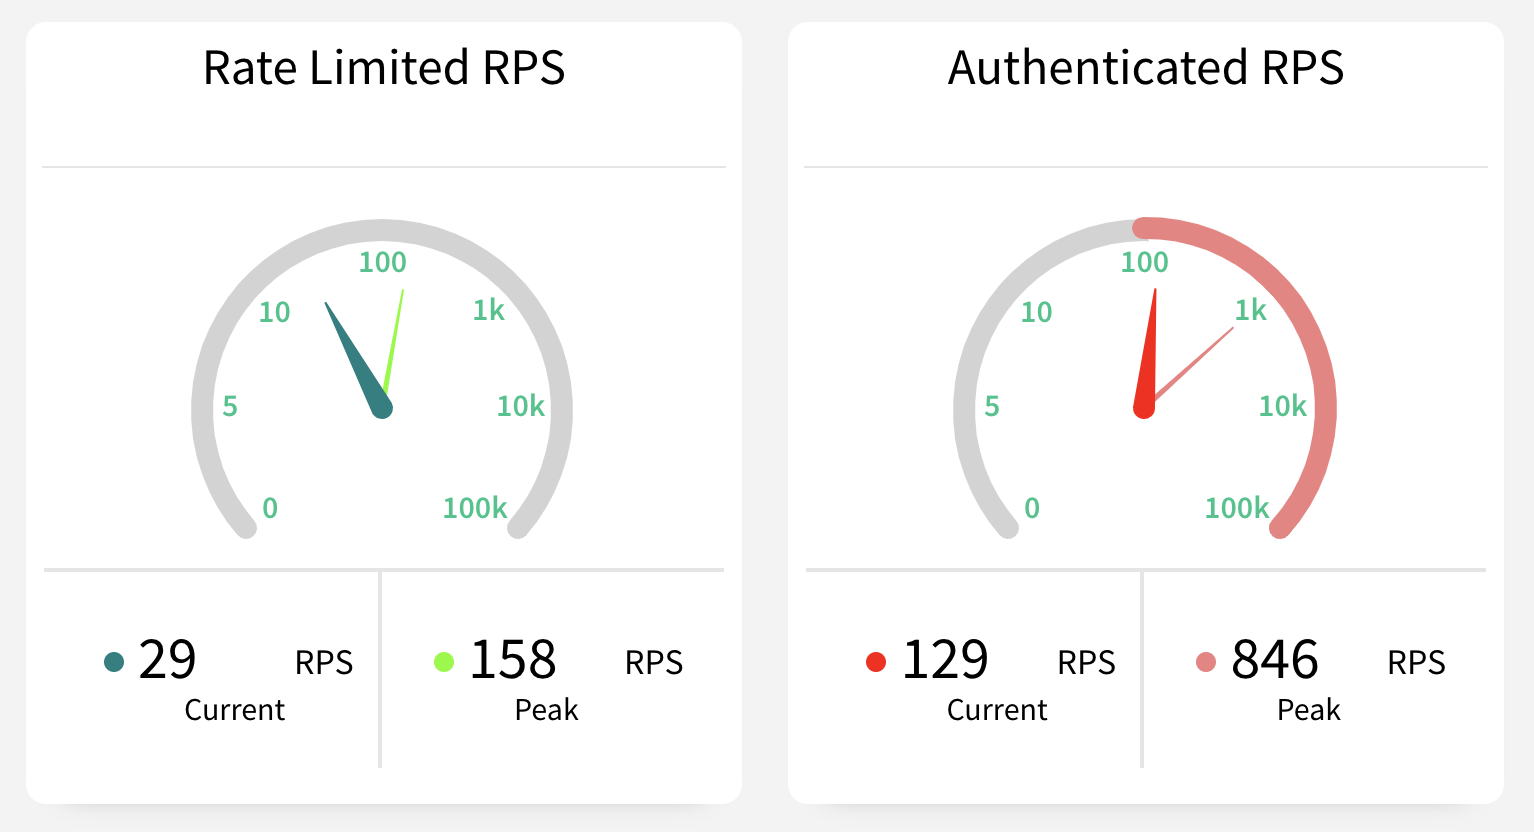 Rate Limited RPS
100
10
1k
5
10k
0
100k
29 RPS
Current
158 RPS
Peak
Authenticated RPS
100
10
1k
5
10k
0
100k
129 RPS
Current
846 RPS
Peak